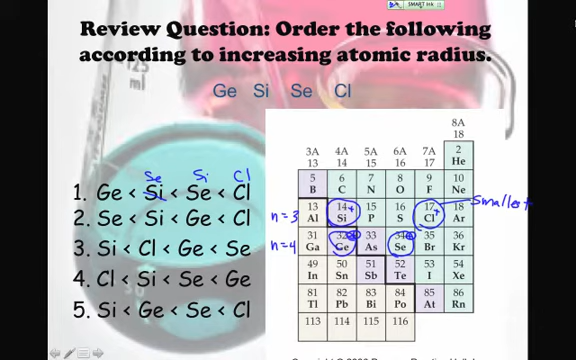 SMART Ink
Review Question: Order the following
according to increasing atomic radius.
Ge Si Se Cl
Se Si Cl
1. Ge < Si < Se < Cl
2. Se < Si < Ge < Cl
3. Si < Cl < Ge < Se
4. Cl < Si < Se < Ge
5. Si < Ge < Se < Cl
ml
8A
18
3A 4A 5A 6A 7A
13 14 15 16 17
2
He
5 6 7 8 9 10
B C N O F Ne
13 14+ 15 16 17+ 18
n=3 Al Si P S Cl Ar
Smallest
31 32 33 34 35 36
n=4 Ga Ge As Se Br Kr
49 50 51 52 53 54
In Sn Sb Te I Xe
81 82 83 84 85 86
Tl Pb Bi Po At Rn
113 114 115 116